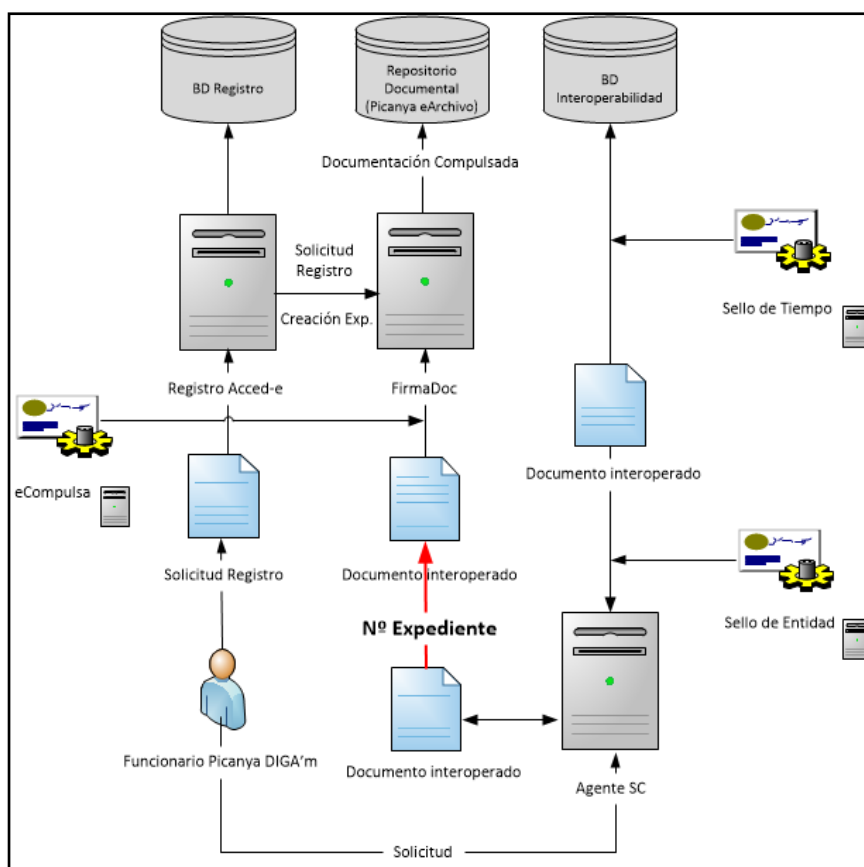 BD Registro
Repositorio
Documental
(Picanya eArchivo)
BD
Interoperabilidad
Documentación Compulsada
Solicitud
Registro
Creación Exp.
Sello de Tiempo
Registro Acced-e
FirmaDoc
Documento interoperado
eCompulsa
Solicitud Registro
Documento interoperado
Nº Expediente
Sello de Entidad
Funcionario Picanya DIGA'm
Documento interoperado
Agente SC
Solicitud